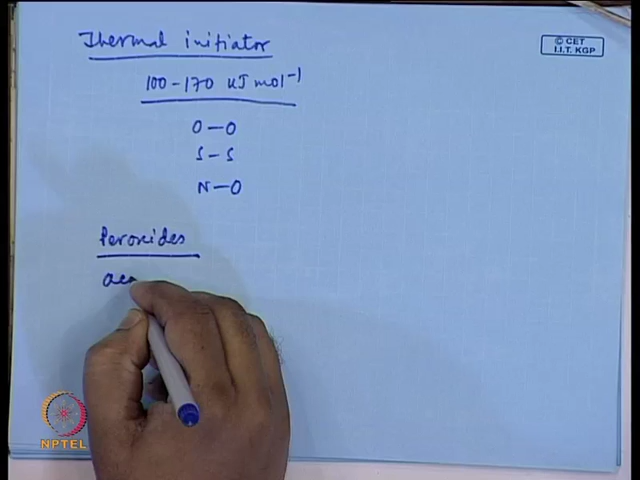 Thermal initiator
© CET
I.I.T. KGP
100-170 KJ mol⁻¹
O-O
S-S
N-O
Peroxides
NPTEL